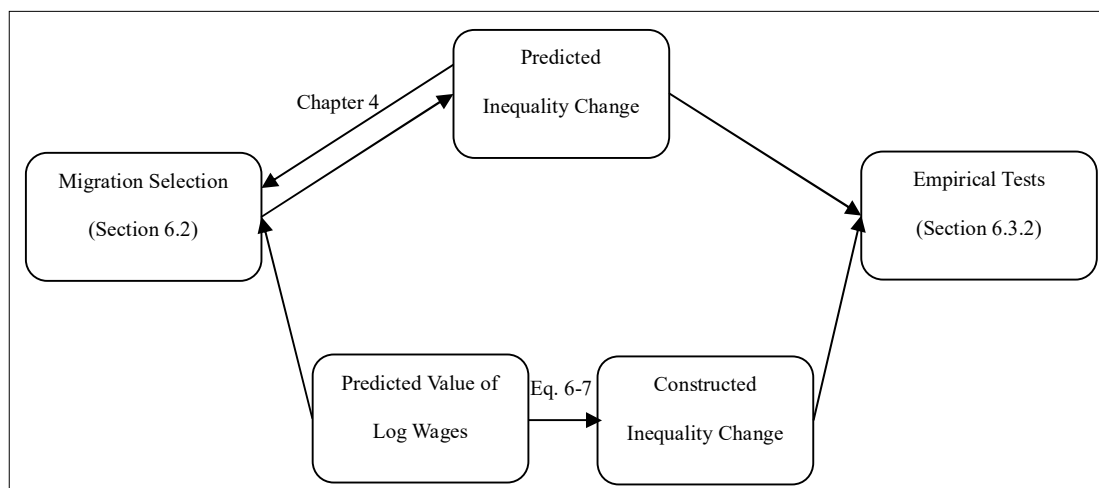 Predicted
Inequality Change
Chapter 4
Migration Selection
(Section 6.2)
Empirical Tests
(Section 6.3.2)
Predicted Value of
Log Wages
Eq. 6-7
Constructed
Inequality Change